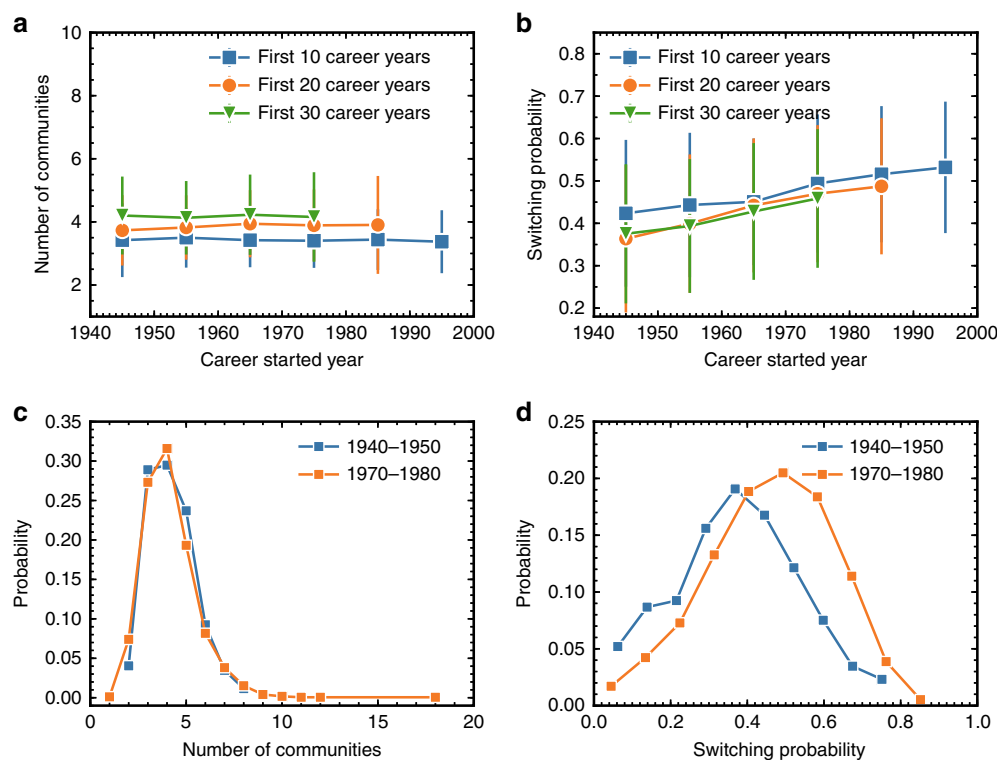 a
10
8
6
4
2
Number of communities
First 10 career years
First 20 career years
First 30 career years
1940 1950 1960 1970 1980 1990 2000
Career started year
b
0.8
0.7
0.6
0.5
0.4
0.3
0.2
Switching probability
First 10 career years
First 20 career years
First 30 career years
1940 1950 1960 1970 1980 1990 2000
Career started year
c
0.35
0.30
0.25
0.20
0.15
0.10
0.05
0.00
Probability
1940–1950
1970–1980
0 5 10 15 20
Number of communities
d
0.25
0.20
0.15
0.10
0.05
0.00
Probability
1940–1950
1970–1980
0.0 0.2 0.4 0.6 0.8 1.0
Switching probability